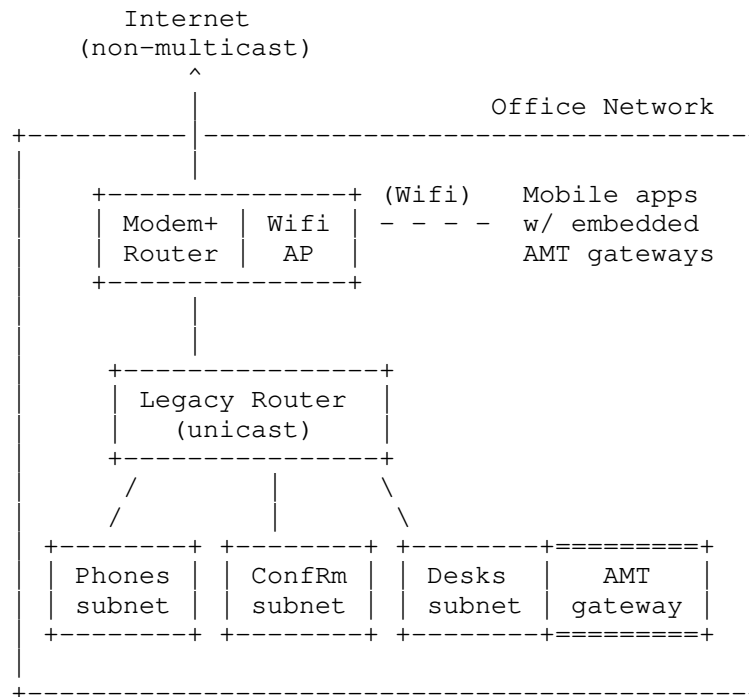 Internet
(non-multicast)
Office Network
(Wifi) Mobile apps
Modem+ Wifi - - - - w/ embedded
Router AP AMT gateways
Legacy Router
(unicast)
Phones ConfRm Desks AMT
subnet subnet subnet gateway